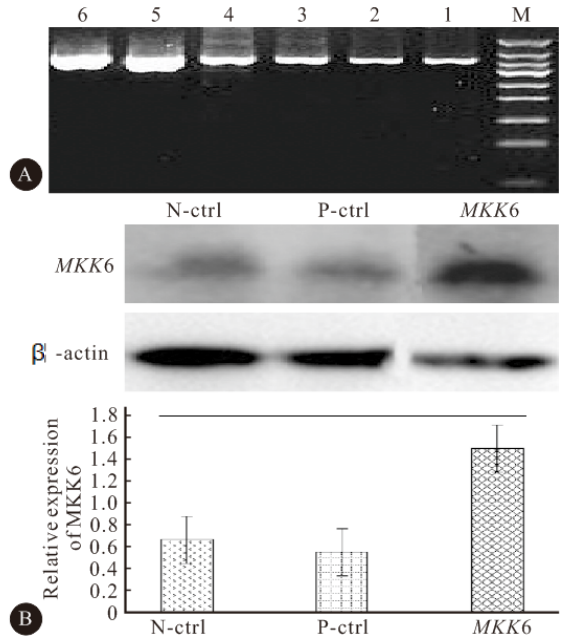 6 5 4 3 2 1 M
A
N-ctrl P-ctrl MKK6
MKK6
β -actin
Relative expression
of MKK6
1.8
1.6
1.4
1.2
1.0
0.8
0.6
0.4
0.2
0
B
N-ctrl P-ctrl MKK6